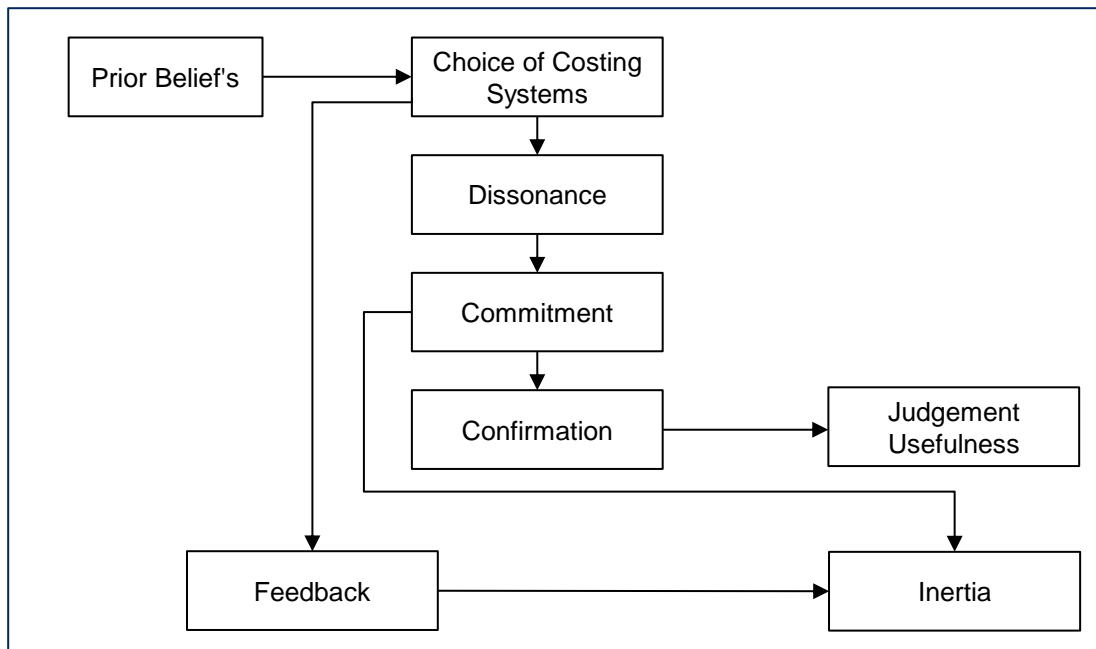 Prior Belief's
Choice of Costing
Systems
Dissonance
Commitment
Confirmation
Judgement
Usefulness
Feedback
Inertia